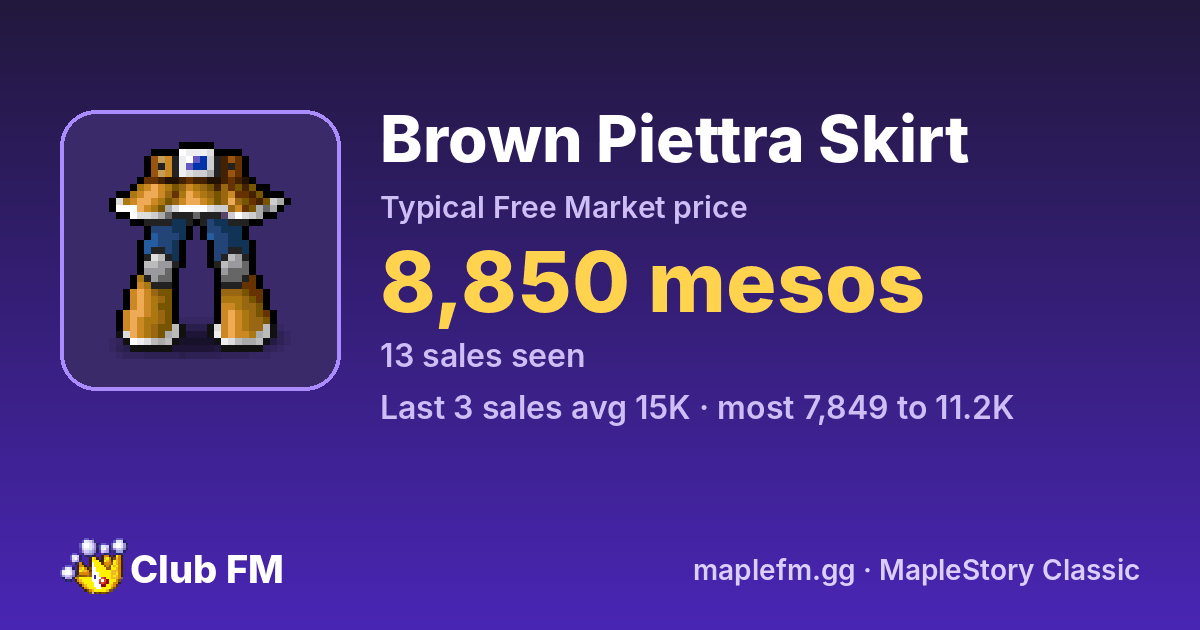 Brown Piettra Skirt
Typical Free Market price
8,850 mesos
13 sales seen
Last 3 sales avg 15K · most 7,849 to 11.2K
Club FM
maplefm.gg · MapleStory Classic